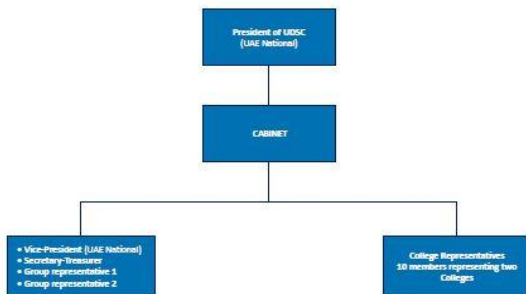 President of UDSC
(UAE National)
CABINET
• Vice-President (UAE National)
• Secretary-Treasurer
• Group representative 1
• Group representative 2
College Representatives
10 members representing two
Colleges